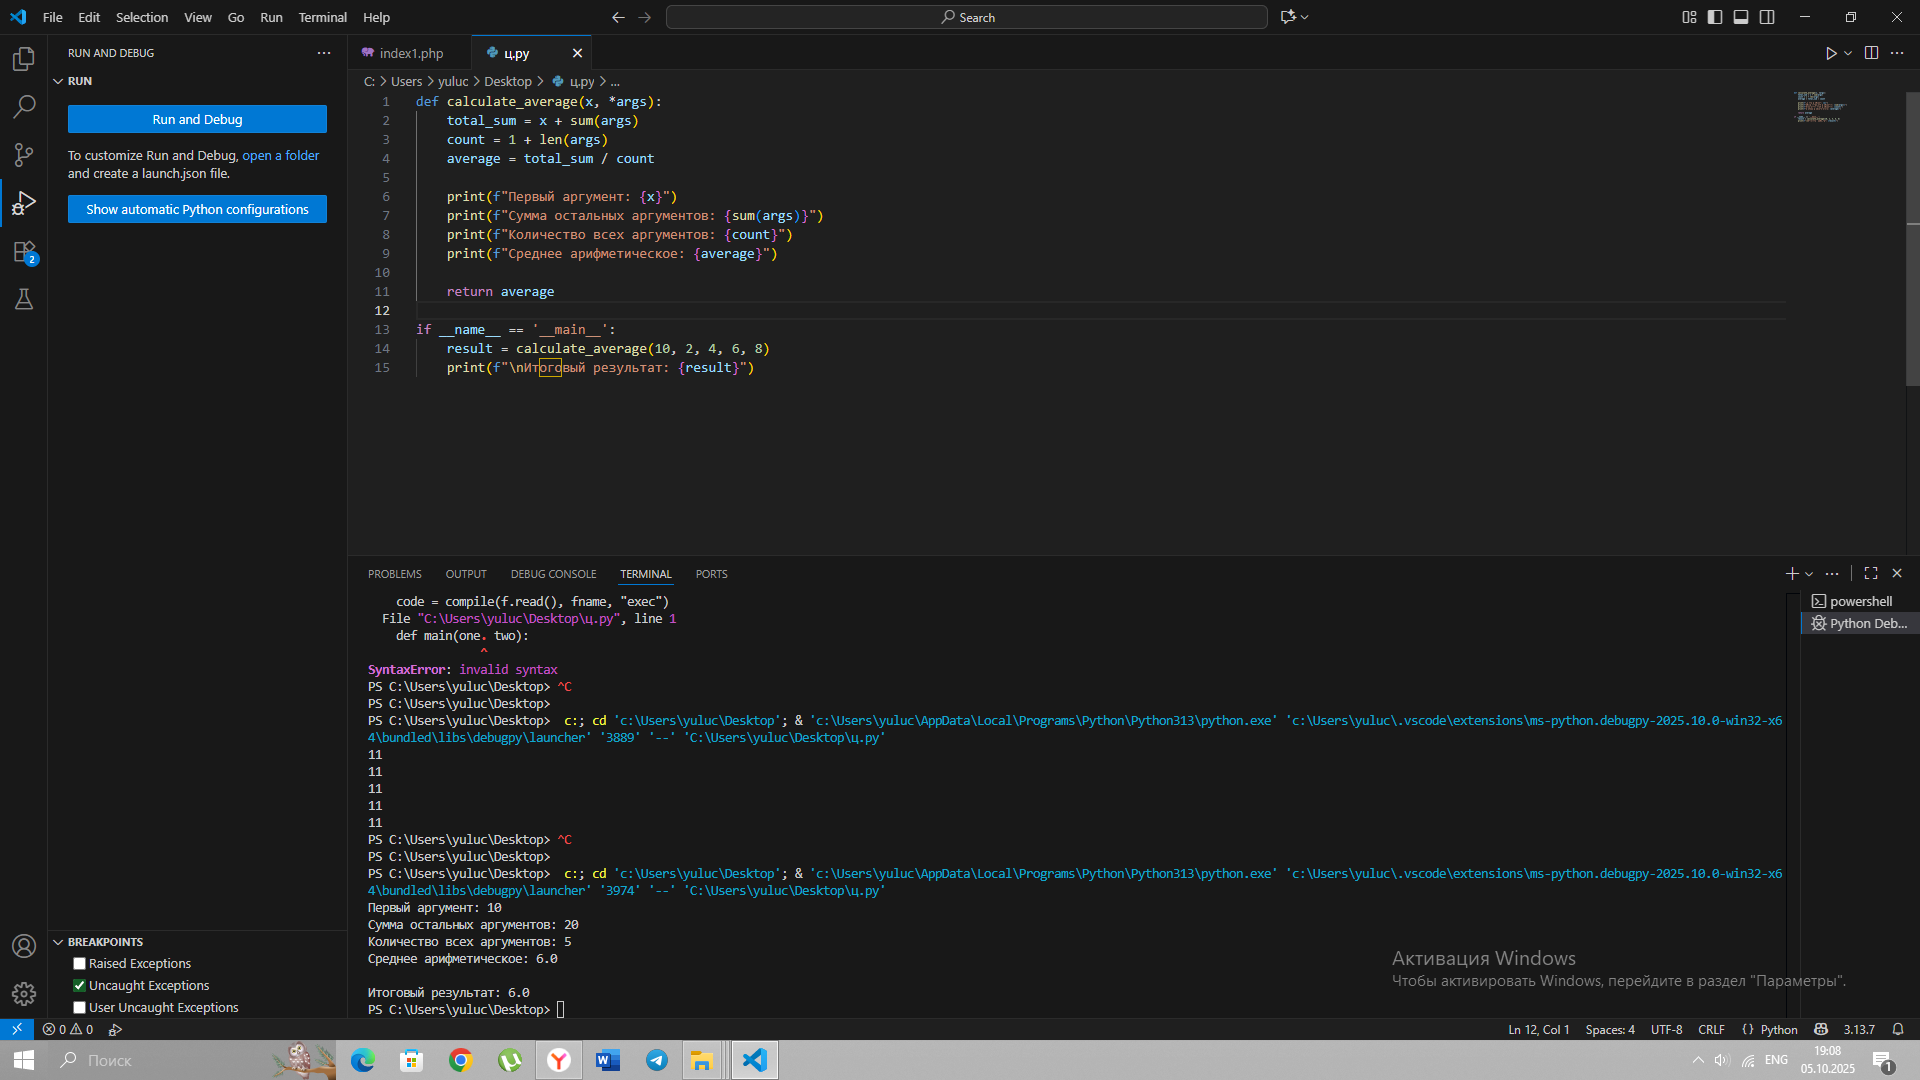 File Edit Selection View Go Run Terminal Help
Search
RUN AND DEBUG
RUN
Run and Debug
To customize Run and Debug, open a folder
and create a launch.json file.
Show automatic Python configurations
2
index1.php
ц.py
C: > Users > yuluc > Desktop > ц.py > ...
1 def calculate_average(x, *args):
2 total_sum = x + sum(args)
3 count = 1 + len(args)
4 average = total_sum / count
5
6 print(f"Первый аргумент: {x}")
7 print(f"Сумма остальных аргументов: {sum(args)}")
8 print(f"Количество всех аргументов: {count}")
9 print(f"Среднее арифметическое: {average}")
10
11 return average
12
13 if __name__ == '__main__':
14 result = calculate_average(10, 2, 4, 6, 8)
15 print(f"\nИтоговый результат: {result}")
PROBLEMS OUTPUT DEBUG CONSOLE TERMINAL PORTS
powershell
Python Deb...
code = compile(f.read(), fname, "exec")
File "C:\Users\yuluc\Desktop\ц.py", line 1
def main(one. two):
^
SyntaxError: invalid syntax
PS C:\Users\yuluc\Desktop> ^C
PS C:\Users\yuluc\Desktop>
PS C:\Users\yuluc\Desktop> c:; cd 'c:\Users\yuluc\Desktop'; & 'c:\Users\yuluc\AppData\Local\Programs\Python\Python313\python.exe' 'c:\Users\yuluc\.vscode\extensions\ms-python.debugpy-2025.10.0-win32-x6
4\bundled\libs\debugpy\launcher' '3889' '--' 'C:\Users\yuluc\Desktop\ц.py'
11
11
11
11
11
PS C:\Users\yuluc\Desktop> ^C
PS C:\Users\yuluc\Desktop>
PS C:\Users\yuluc\Desktop> c:; cd 'c:\Users\yuluc\Desktop'; & 'c:\Users\yuluc\AppData\Local\Programs\Python\Python313\python.exe' 'c:\Users\yuluc\.vscode\extensions\ms-python.debugpy-2025.10.0-win32-x6
4\bundled\libs\debugpy\launcher' '3974' '--' 'C:\Users\yuluc\Desktop\ц.py'
Первый аргумент: 10
Сумма остальных аргументов: 20
Количество всех аргументов: 5
Среднее арифметическое: 6.0
Итоговый результат: 6.0
PS C:\Users\yuluc\Desktop>
BREAKPOINTS
Raised Exceptions
Uncaught Exceptions
User Uncaught Exceptions
Активация Windows
Чтобы активировать Windows, перейдите в раздел "Параметры".
0 0
Ln 12, Col 1 Spaces: 4 UTF-8 CRLF {} Python 3.13.7
Поиск
ENG
19:08
05.10.2025
1